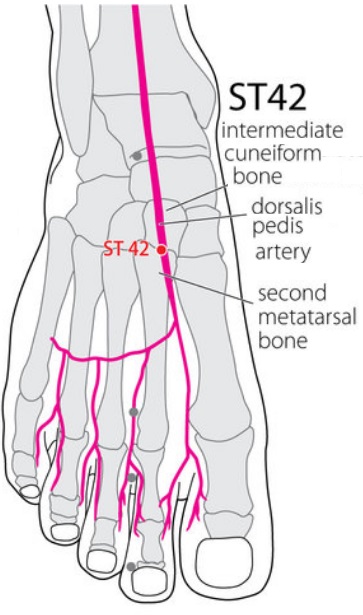 ST42
intermediate
cuneiform
bone
dorsalis
pedis
artery
ST 42
second
metatarsal
bone